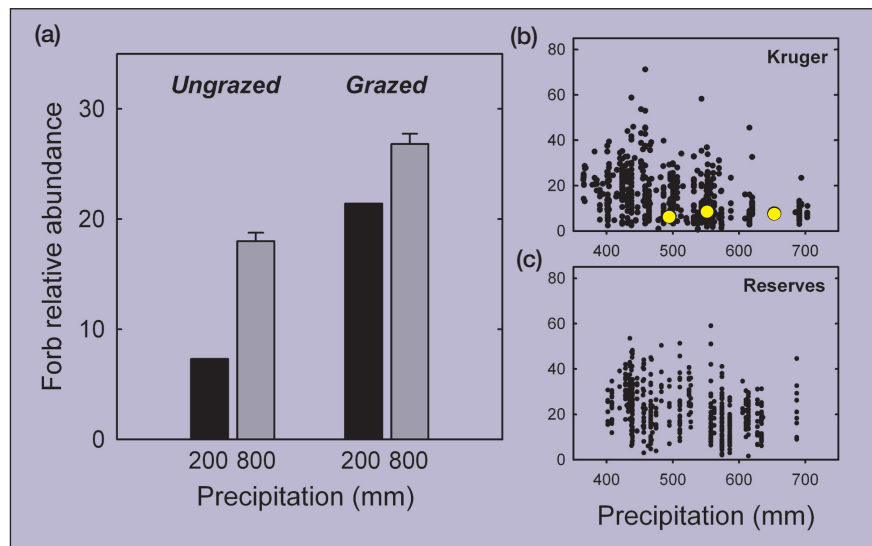 (a)
Ungrazed Grazed
Forb relative abundance
30
20
10
0
200 800 200 800
Precipitation (mm)
(b)
Kruger
80
60
40
20
0
400 500 600 700
(c)
Reserves
80
60
40
20
0
400 500 600 700
Precipitation (mm)